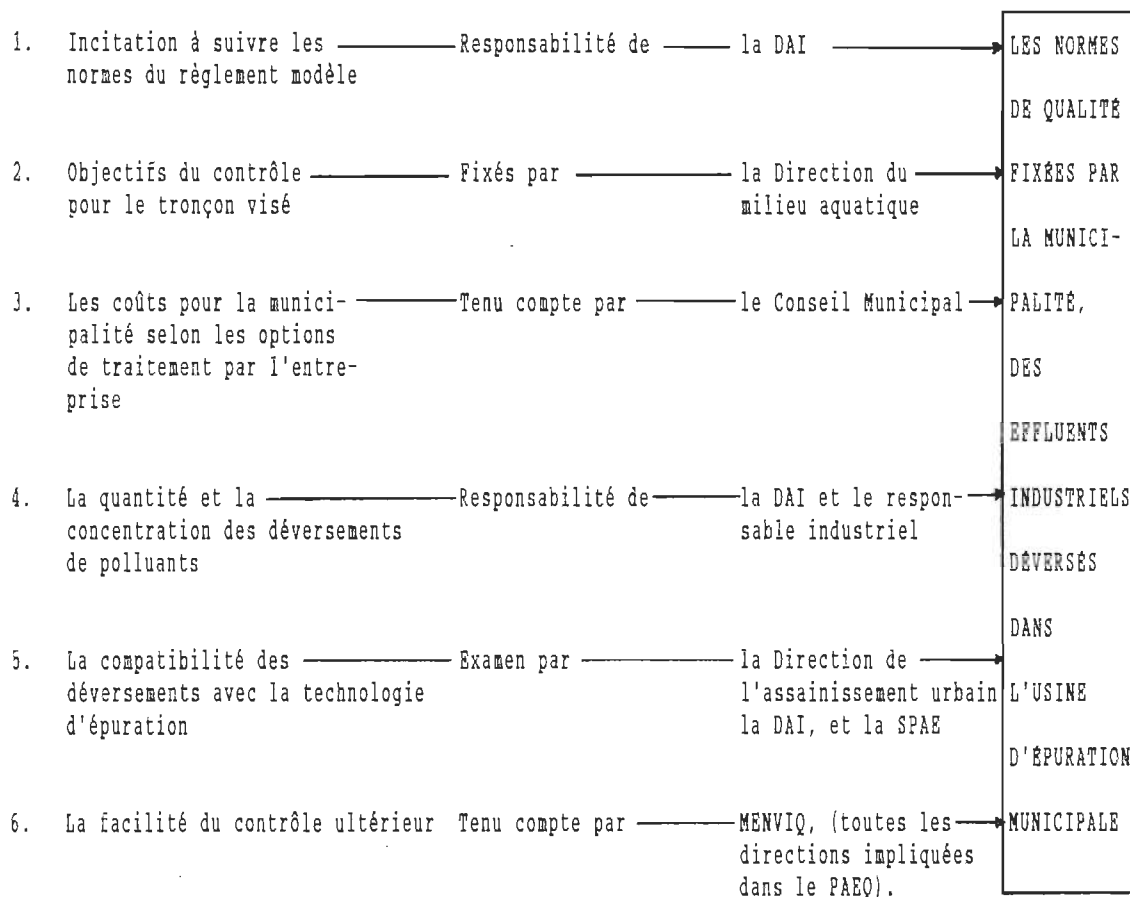 1. Incitation à suivre les normes du règlement modèle
Responsabilité de
la DAI
2. Objectifs du contrôle
pour le tronçon visé
Fixés par
la Direction du
milieu aquatique
3. Les coûts pour la munici-
palité selon les options
de traitement par l'entre-
prise
Tenu compte par
le Conseil Municipal
4. La quantité et la
concentration des déversements
de polluants
Responsabilité de
la DAI et le respon-
sable industriel
5. La compatibilité des
déversements avec la technologie
d'épuration
Examen par
la Direction de
l'assainissement urbain
la DAI, et la SPAE
6. La facilité du contrôle ultérieur
Tenu compte par
MENVIQ, (toutes les
directions impliquées
dans le PAEQ).
LES NORMES
DE QUALITÉ
FIXÉES PAR
LA MUNICI-
PALITÉ,
DES
EFFLUENTS
INDUSTRIELS
DÉVERSÉS
DANS
L'USINE
D'ÉPURATION
MUNICIPALE